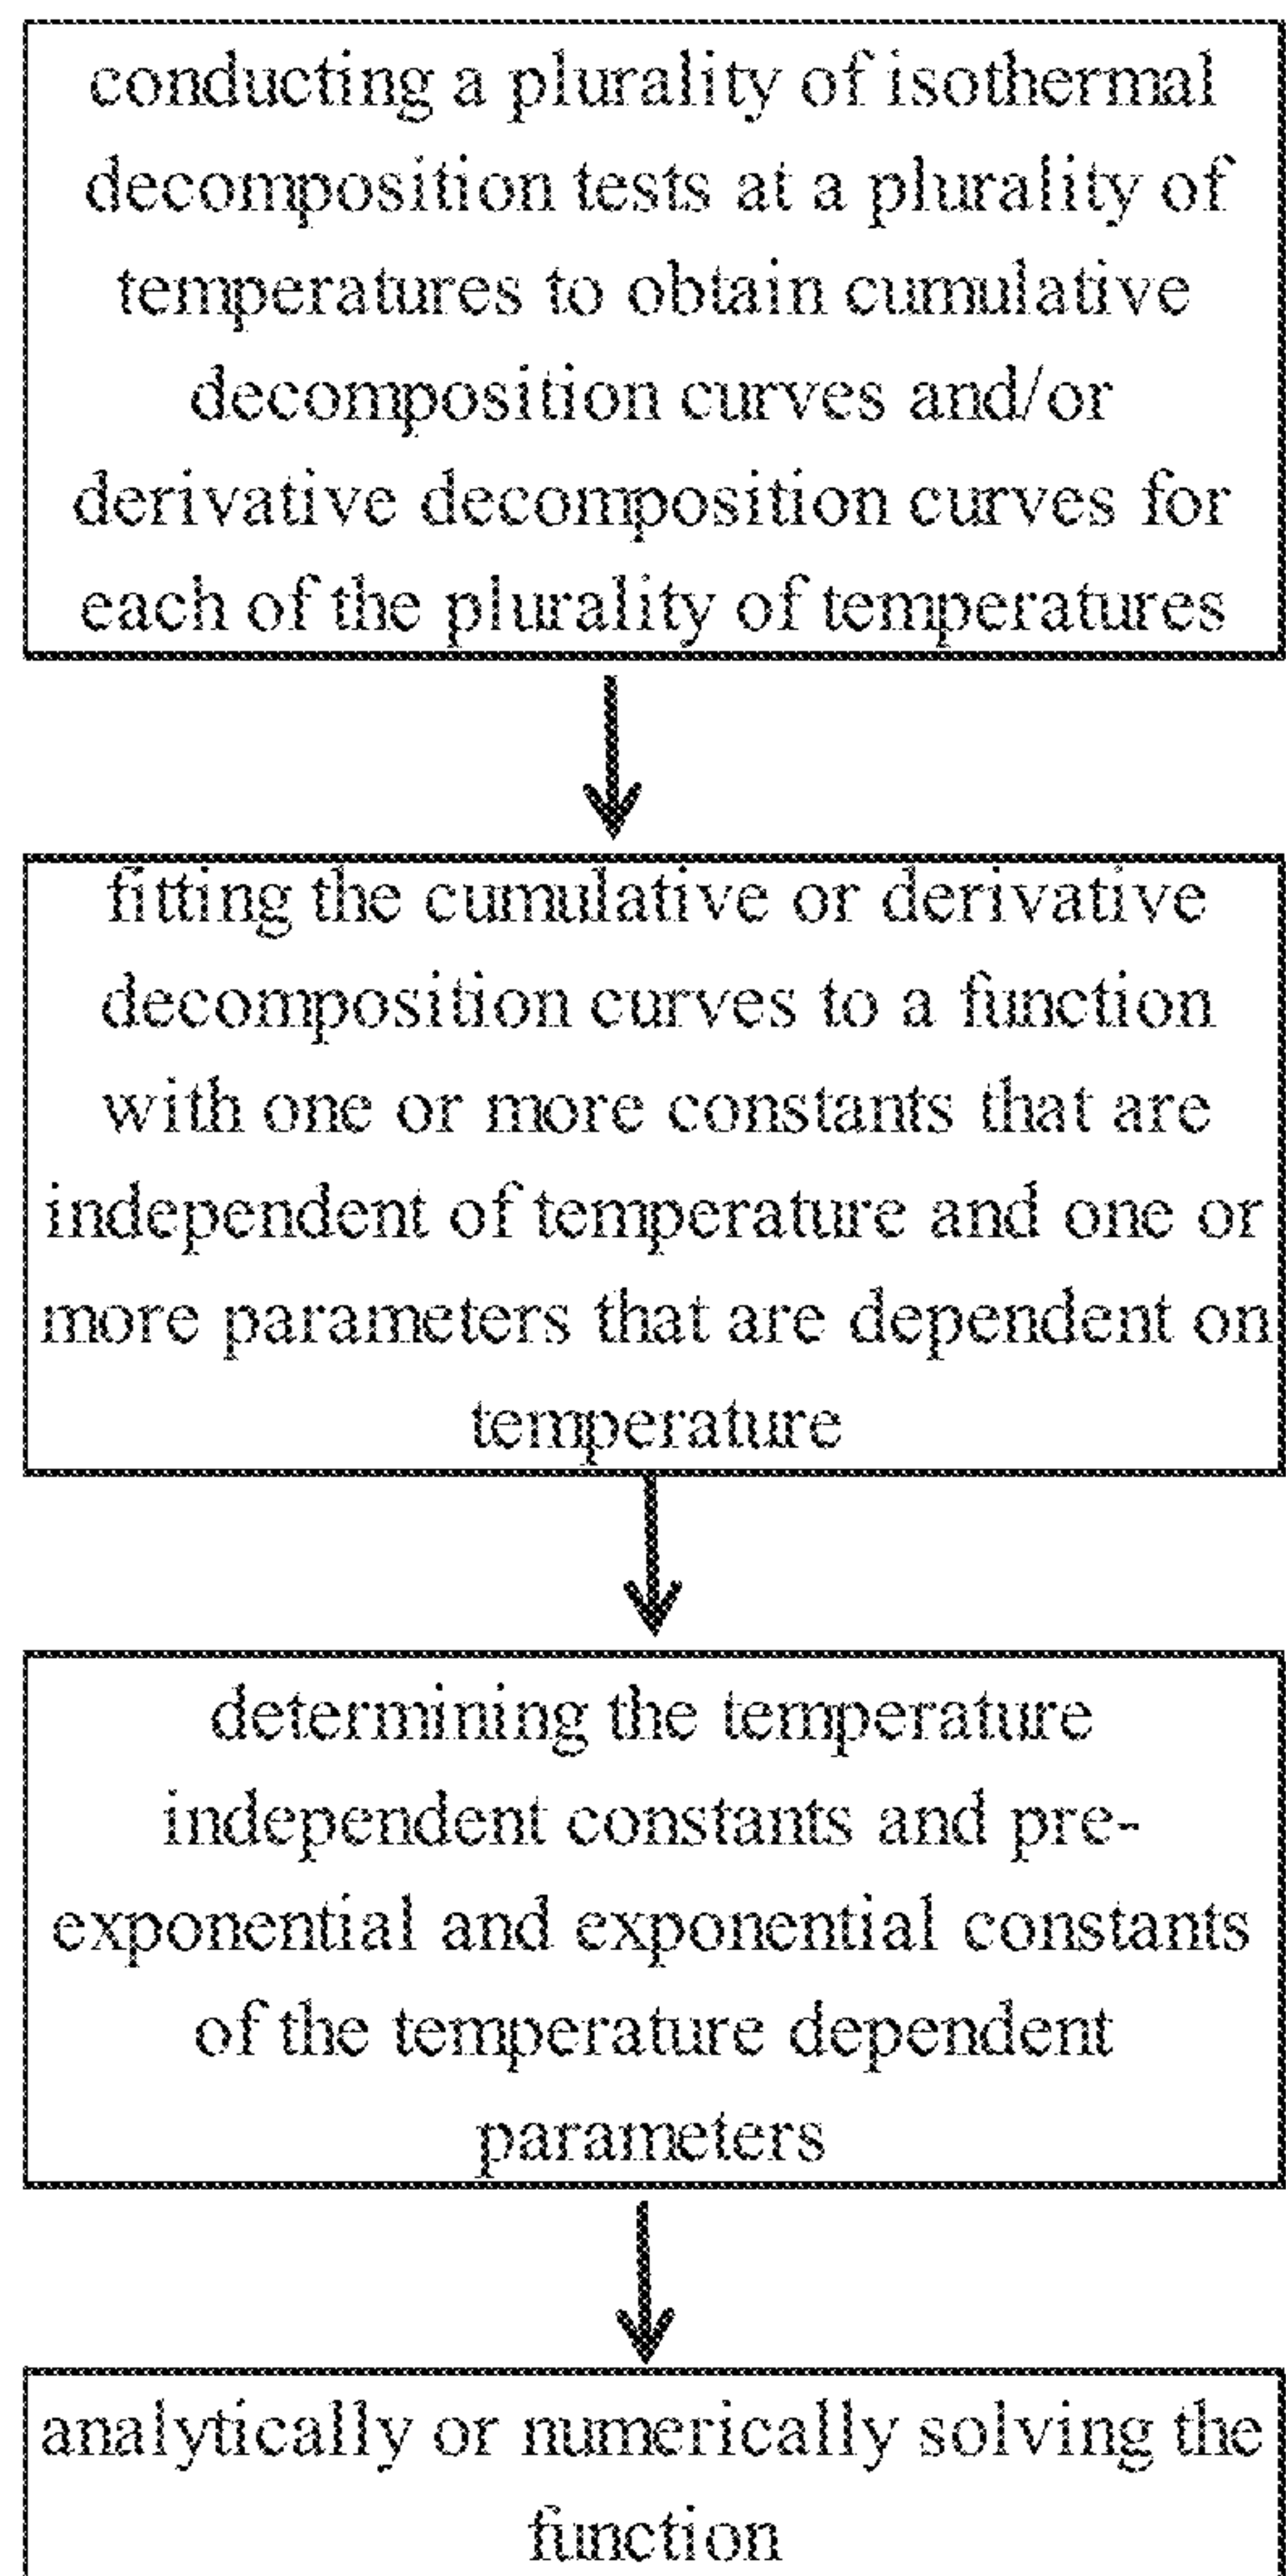 conducting a plurality of isothermal
decomposition tests at a plurality of
temperatures to obtain cumulative
decomposition curves and/or
derivative decomposition curves for
each of the plurality of temperatures
fitting the cumulative or derivative
decomposition curves to a function
with one or more constants that are
independent of temperature and one or
more parameters that are dependent on
temperature
determining the temperature
independent constants and pre-
exponential and exponential constants
of the temperature dependent
parameters
analytically or numerically solving the
function